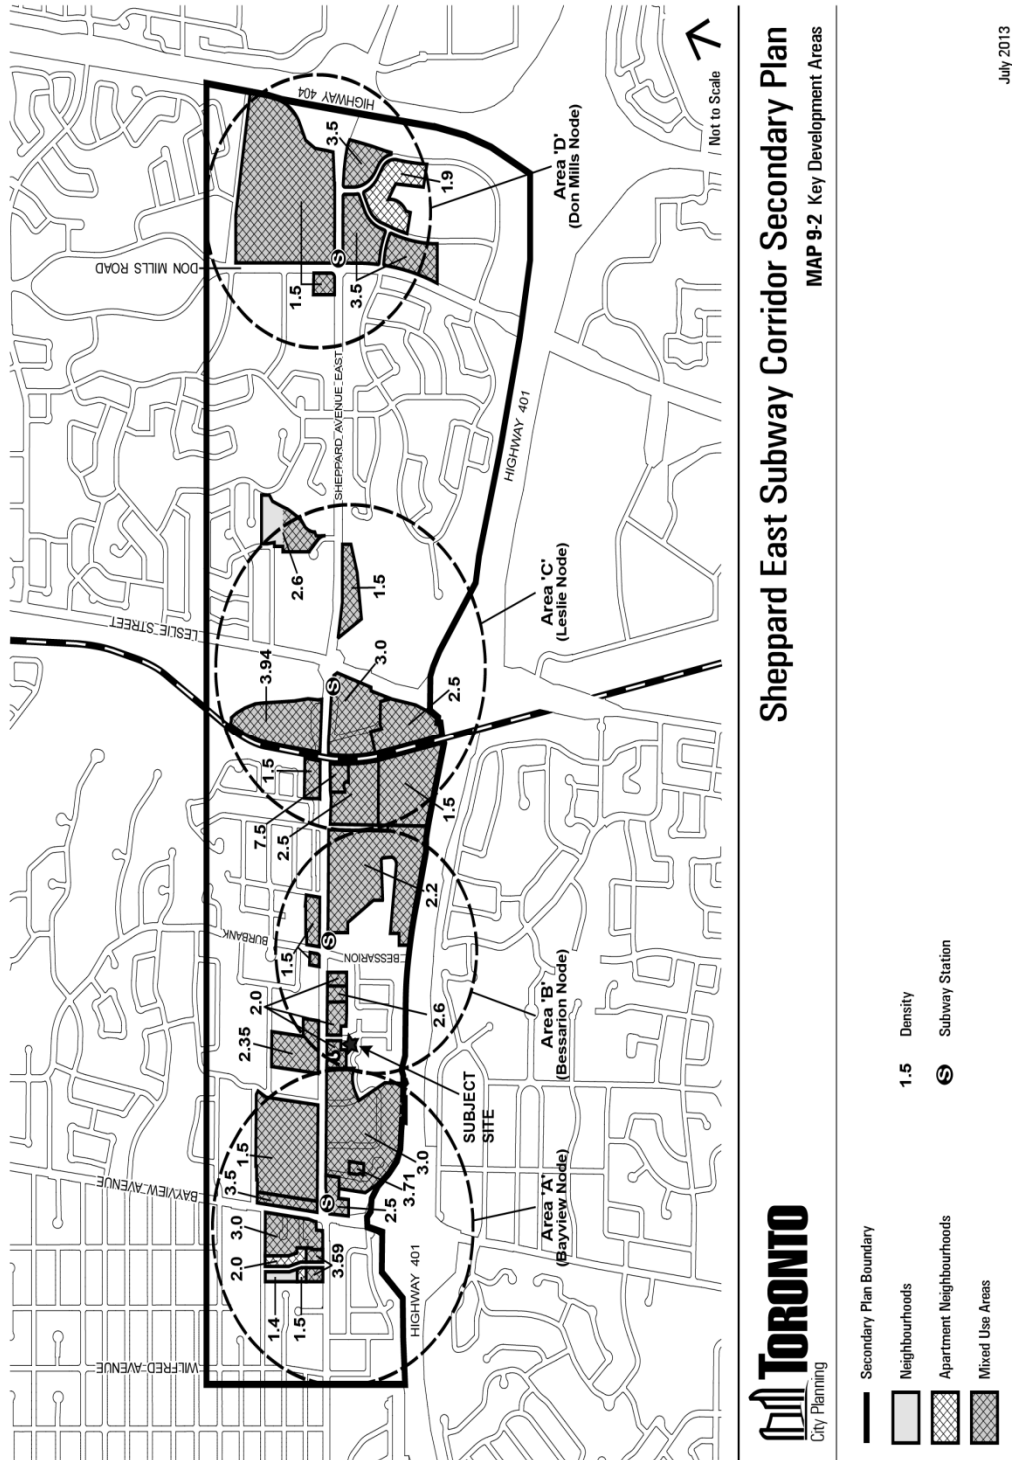 HIGHWAY 404
3.5
1.9
Area 'D'
(Don Mills Node)
DON MILLS ROAD
1.5
3.5
SHEPPARD AVENUE EAST
HIGHWAY 401
2.6
1.5
Area 'C'
(Leslie Node)
LESLIE STREET
3.94
3.0
S
2.5
1.5
7.5
2.5
1.5
2.2
BURBANK
1.5
S
BESSARION
2.0
2.6
2.35
Area 'B'
(Bessarion Node)
SUBJECT
SITE
1.5
3.0
3.71
BAYVIEW AVENUE
3.5
2.5
S
3.0
2.0
3.59
1.4
1.5
Area 'A'
(Bayview Node)
HIGHWAY 401
WILFRED AVENUE
S
Not to Scale
TORONTO
City Planning
Sheppard East Subway Corridor Secondary Plan
MAP 9-2 Key Development Areas
Secondary Plan Boundary
Neighbourhoods
Apartment Neighbourhoods
Mixed Use Areas
1.5 Density
S Subway Station
July 2013